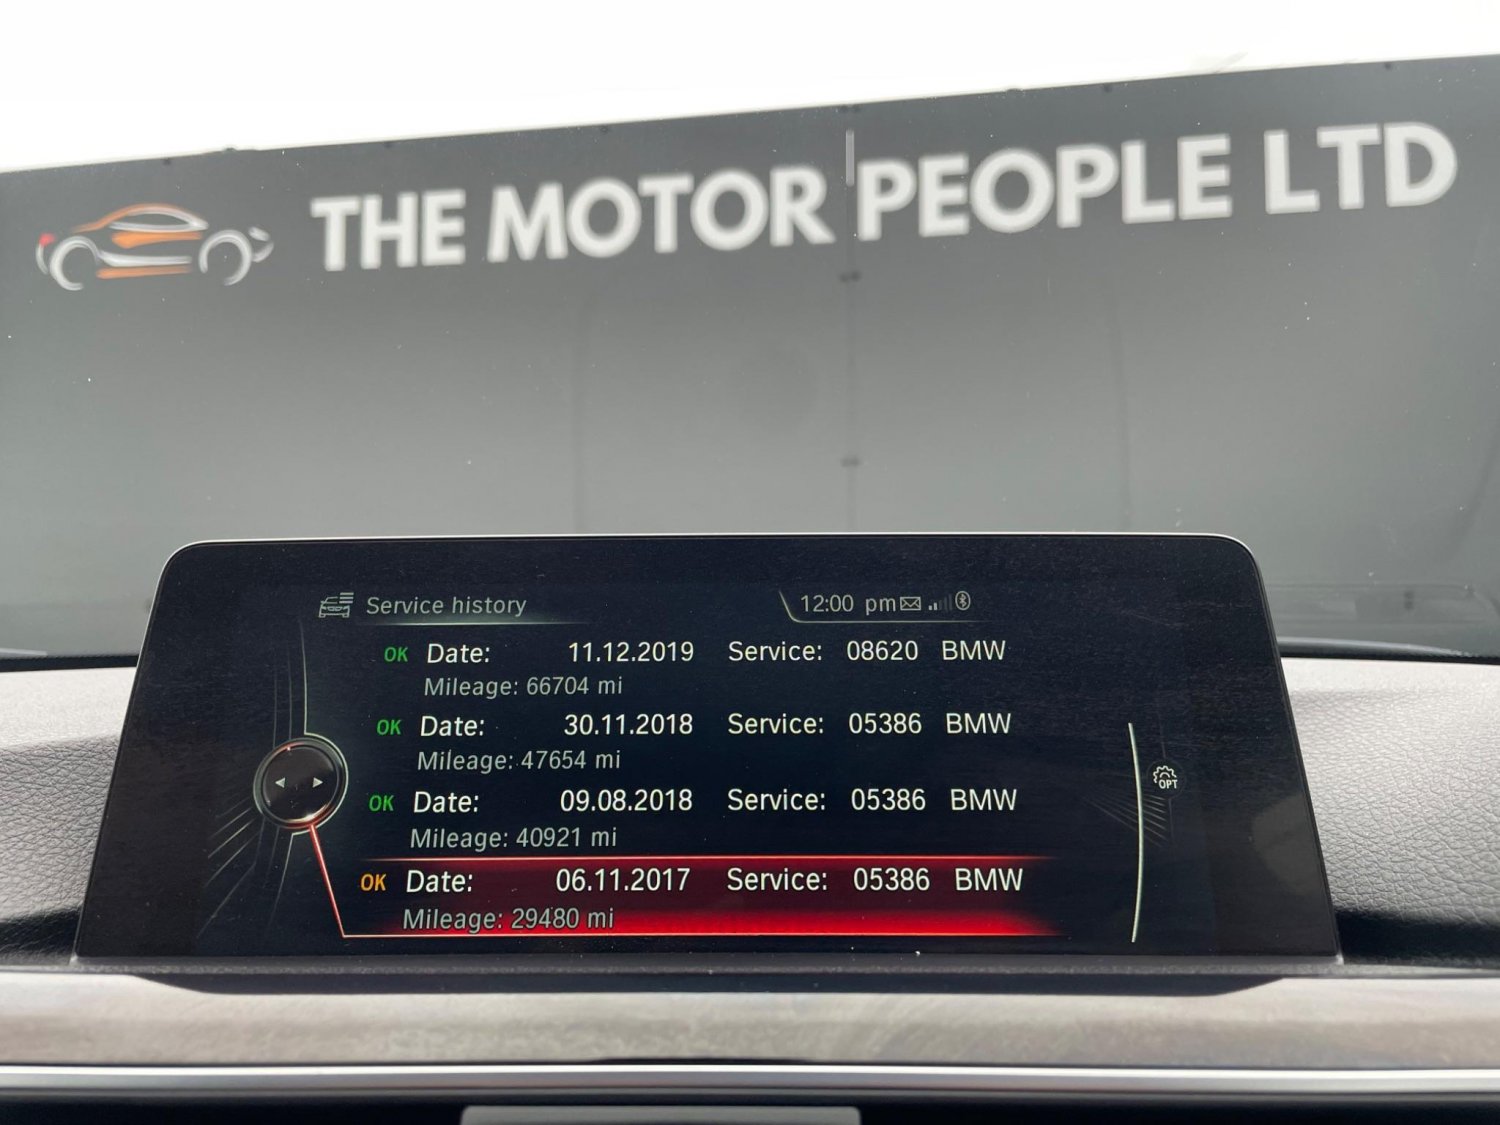 THE MOTOR PEOPLE LTD
Service history 12:00 pm
OK Date: 11.12.2019 Service: 08620 BMW
Mileage: 66704 mi
OK Date: 30.11.2018 Service: 05386 BMW
Mileage: 47654 mi
OK Date: 09.08.2018 Service: 05386 BMW
Mileage: 40921 mi
OPT
OK Date: 06.11.2017 Service: 05386 BMW
Mileage: 29480 mi